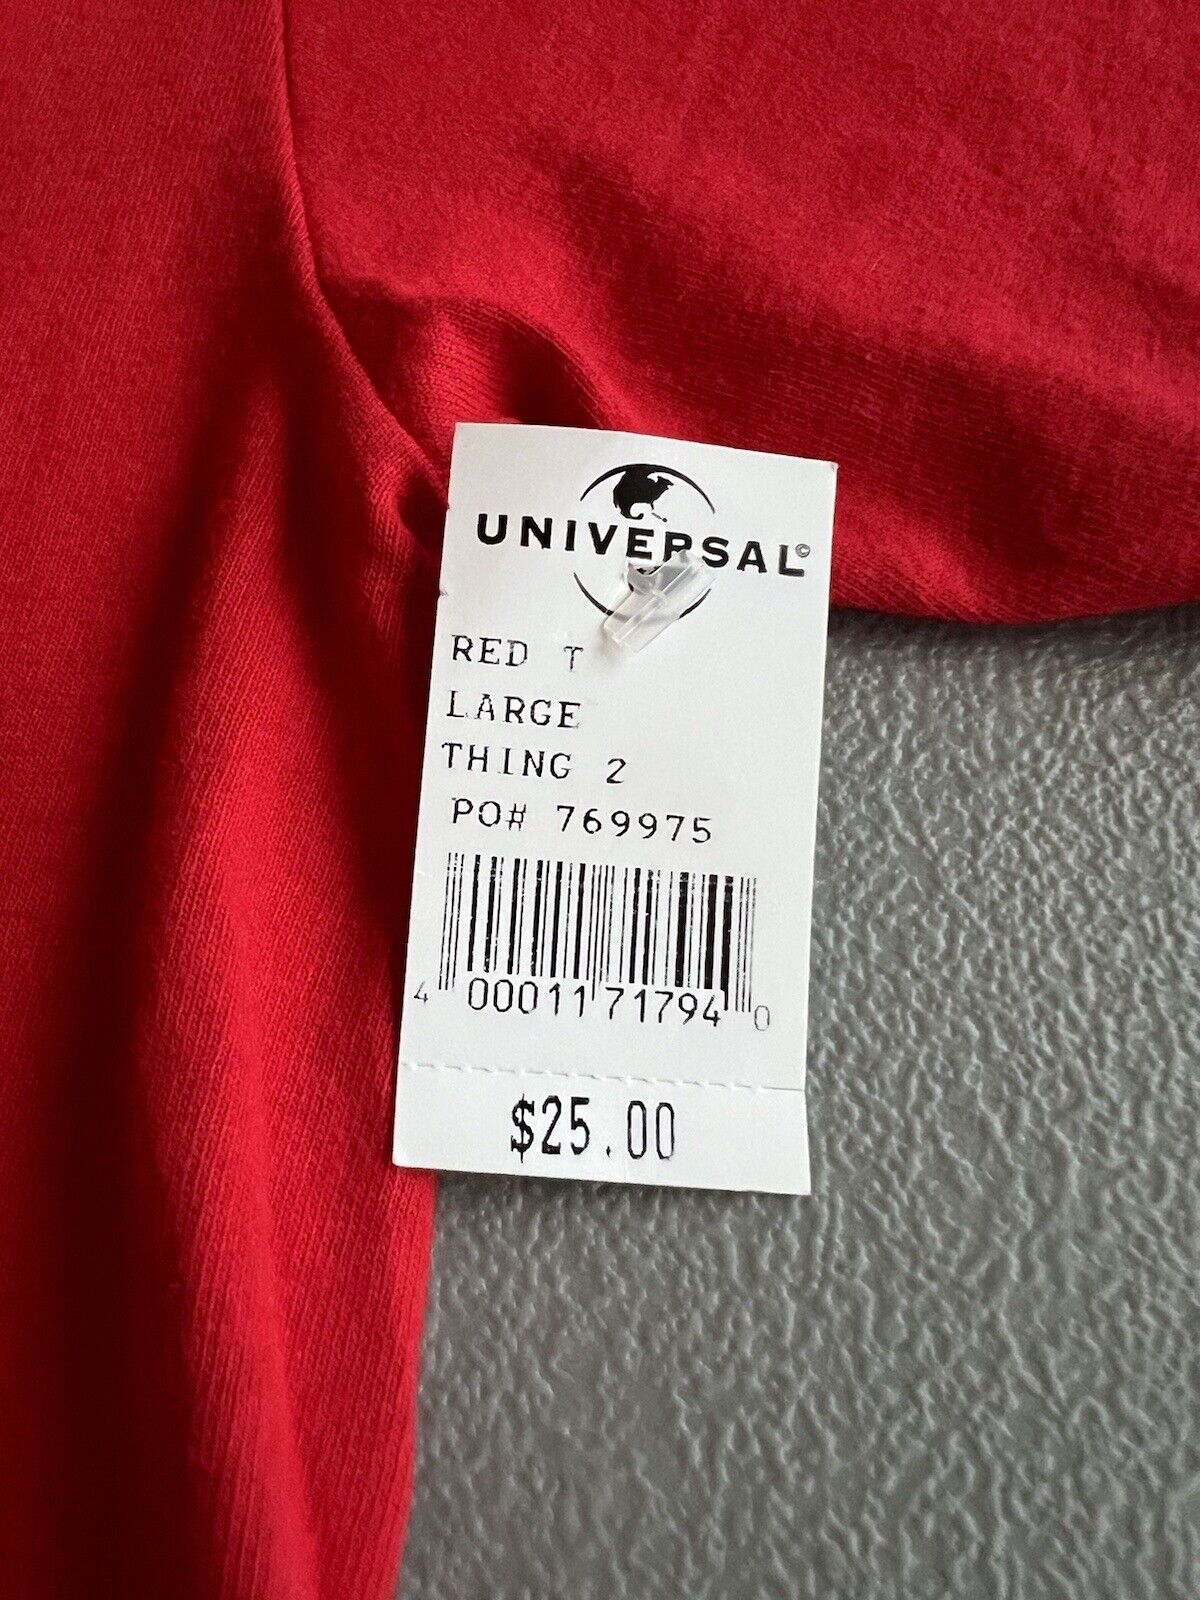 UNIVERSAL©
RED T
LARGE
THING 2
PO# 769975
4 00011 71794 0
$25.00